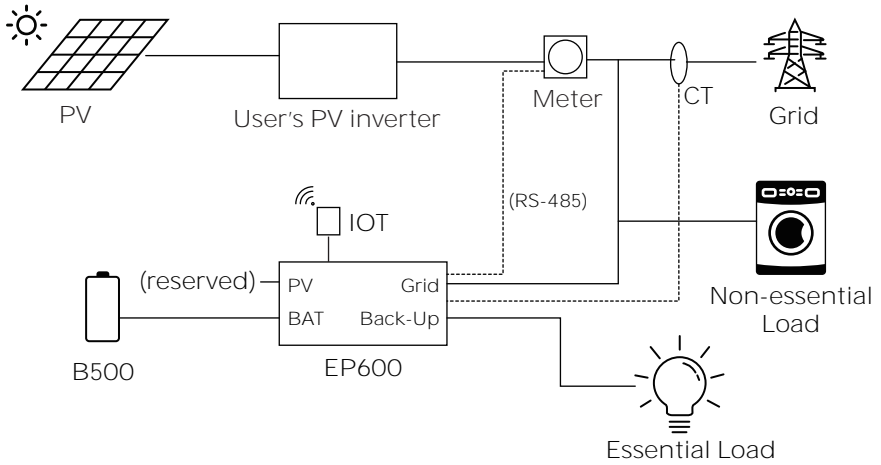 PV
User's PV inverter
Meter
CT
Grid
(RS-485)
IOT
(reserved)
PV
Grid
BAT
Back-Up
B500
EP600
Non-essential
Load
Essential Load